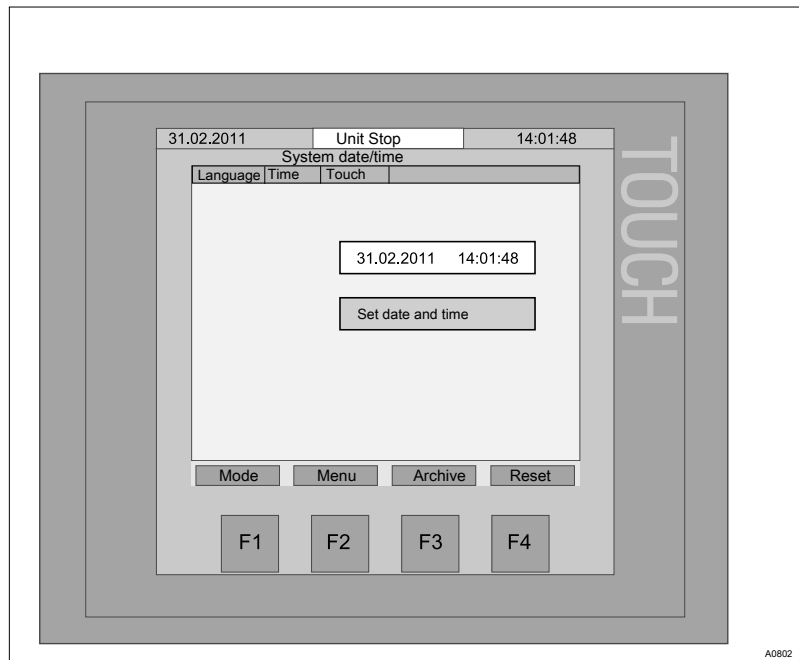 31.02.2011 Unit Stop 14:01:48
System date/time
Language Time Touch
31.02.2011 14:01:48
Set date and time
Mode Menu Archive Reset
F1 F2 F3 F4
TOUCH
A0802